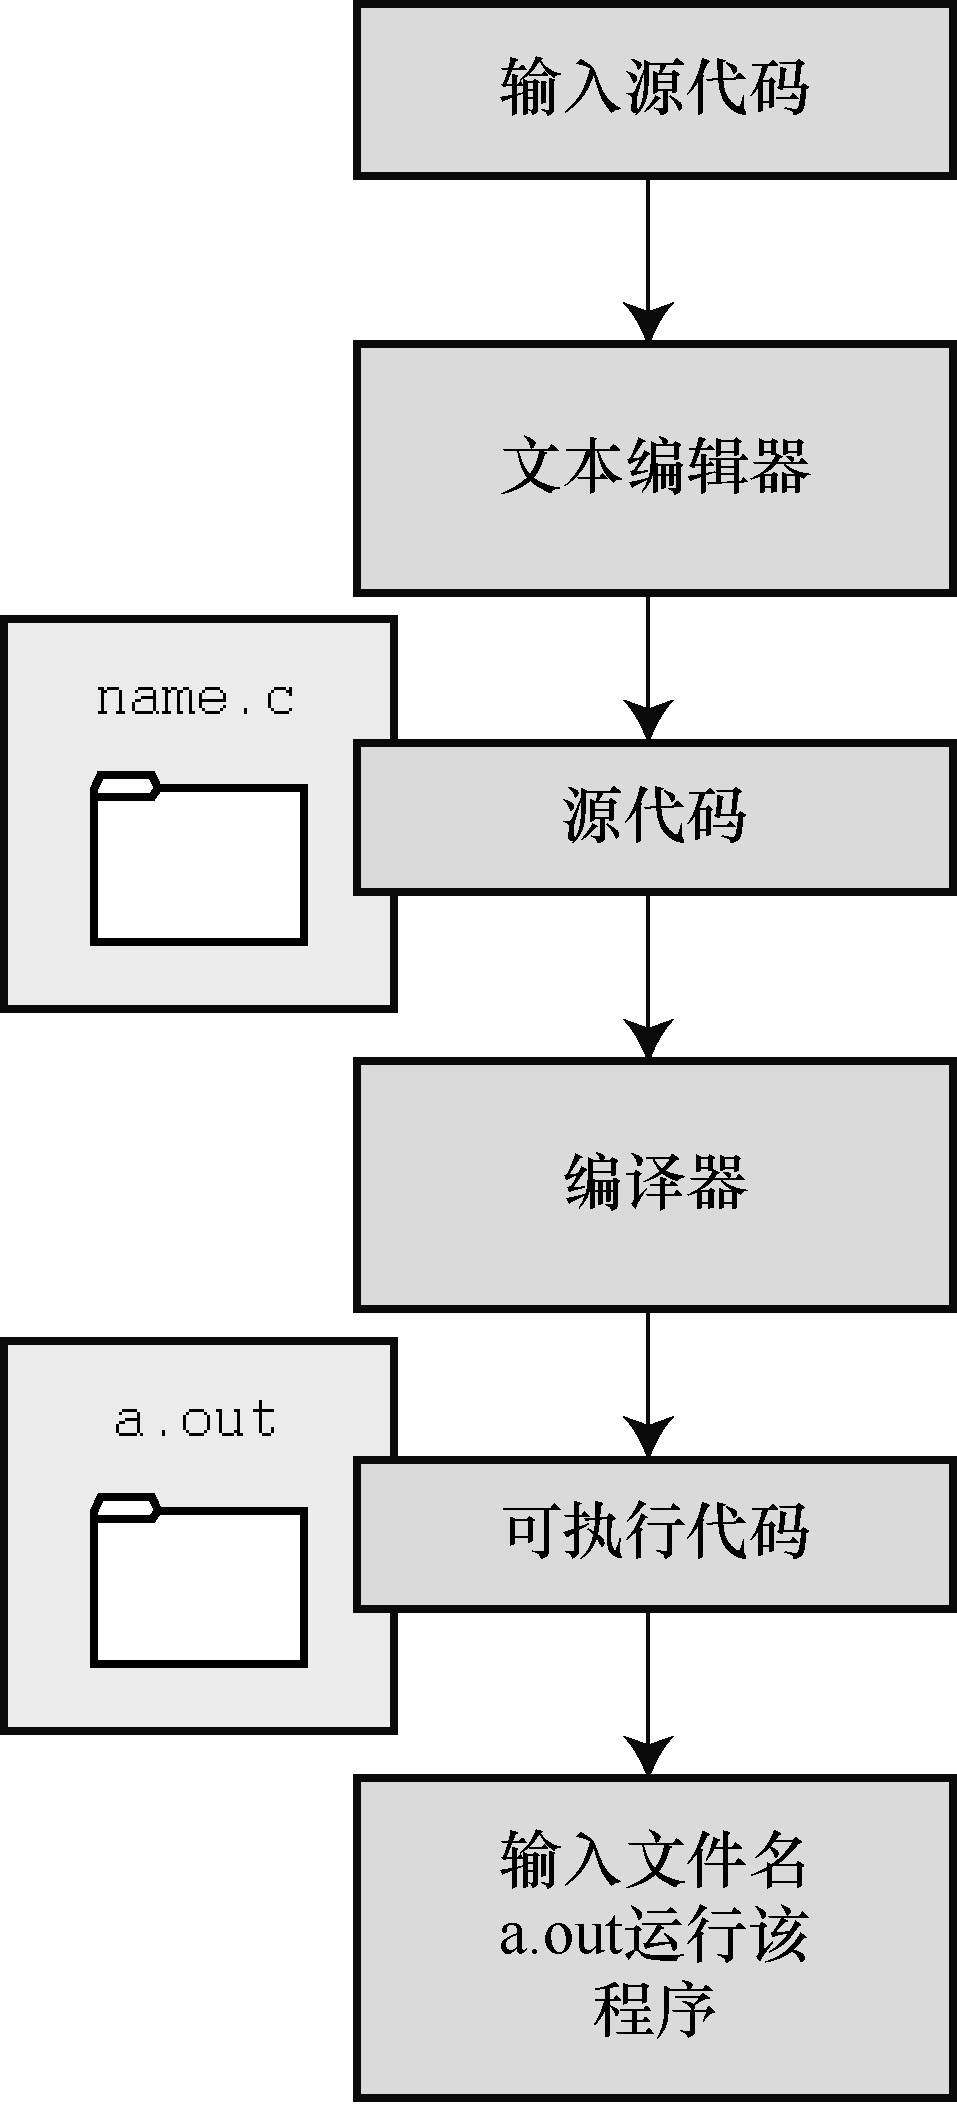 输入源代码
文本编辑器
name.c
源代码
编译器
a.out
可执行代码
输入文件名
a.out运行该
程序